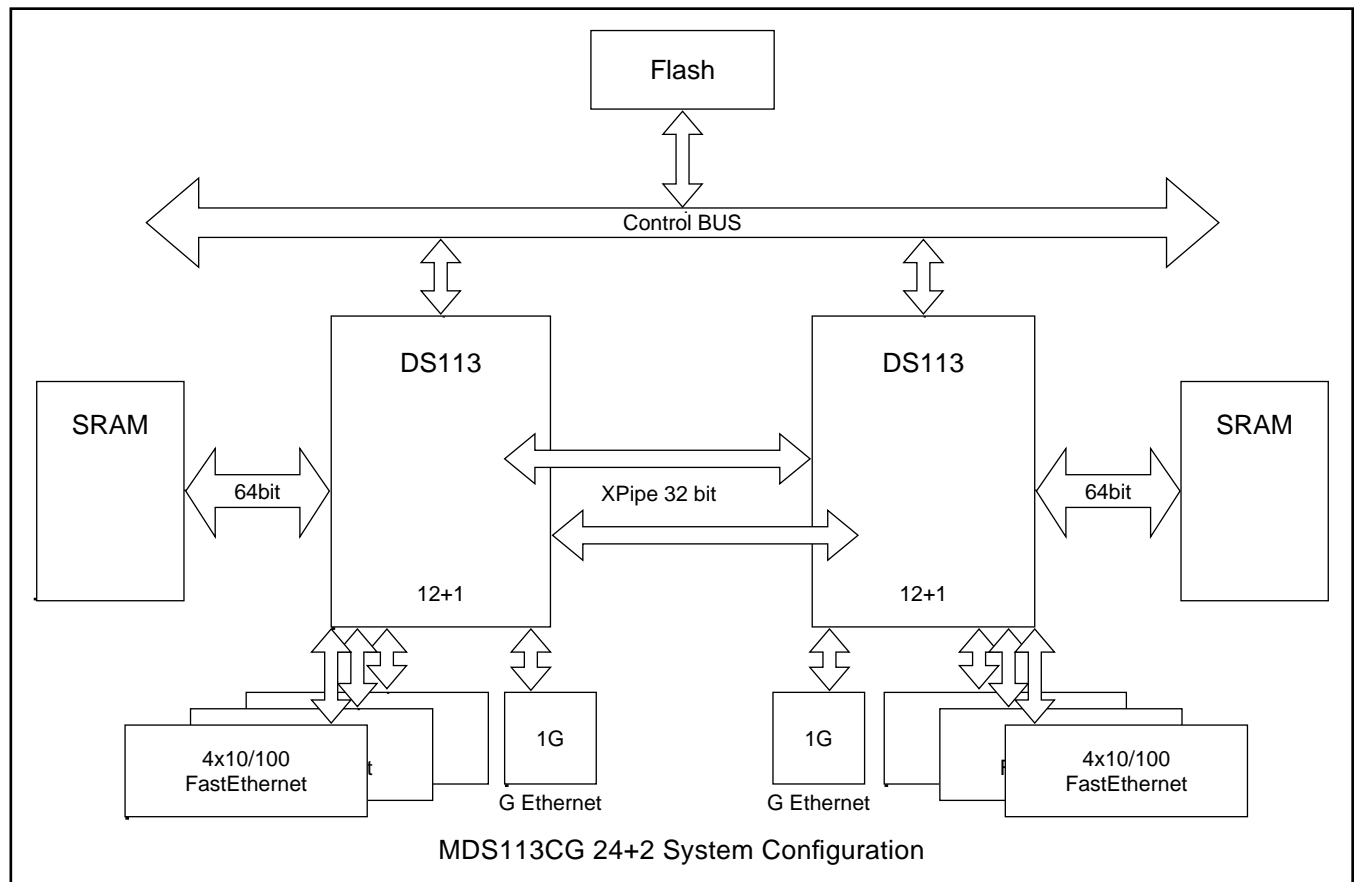 Flash
Control BUS
DS113
DS113
SRAM
SRAM
64bit
XPipe 32 bit
64bit
12+1
12+1
4x10/100
FastEthernet
1G
G Ethernet
1G
G Ethernet
4x10/100
FastEthernet
MDS113CG 24+2 System Configuration